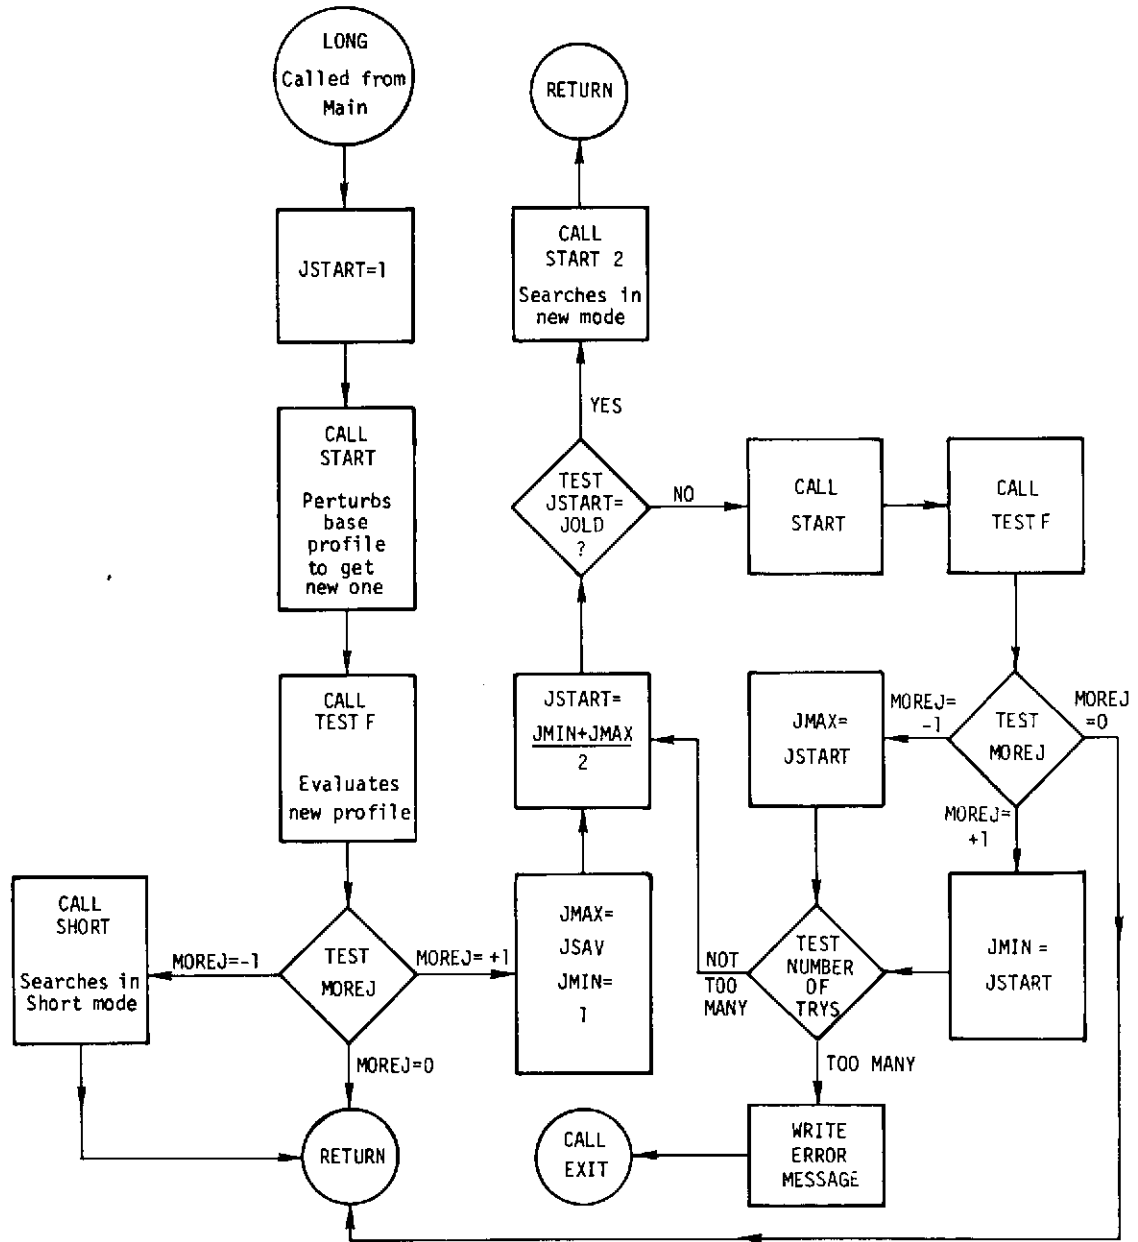 LONG
Called from
Main
JSTART=1
CALL
START
Perturbs
base
profile
to get
new one
CALL
TEST F
Evaluates
new profile
TEST
MOREJ
MOREJ=-1
CALL
SHORT
Searches in
Short mode
MOREJ=0
RETURN
MOREJ= +1
JMAX=
JSAV
JMIN=
1
JSTART=
JMIN+JMAX
2
TEST
JSTART=
JOLD
?
YES
CALL
START 2
Searches in
new mode
RETURN
NO
CALL
START
CALL
TEST F
TEST
MOREJ
MOREJ
=0
MOREJ=
-1
JMAX=
JSTART
MOREJ=
+1
JMIN =
JSTART
TEST
NUMBER
OF
TRYS
NOT
TOO
MANY
TOO MANY
WRITE
ERROR
MESSAGE
CALL
EXIT